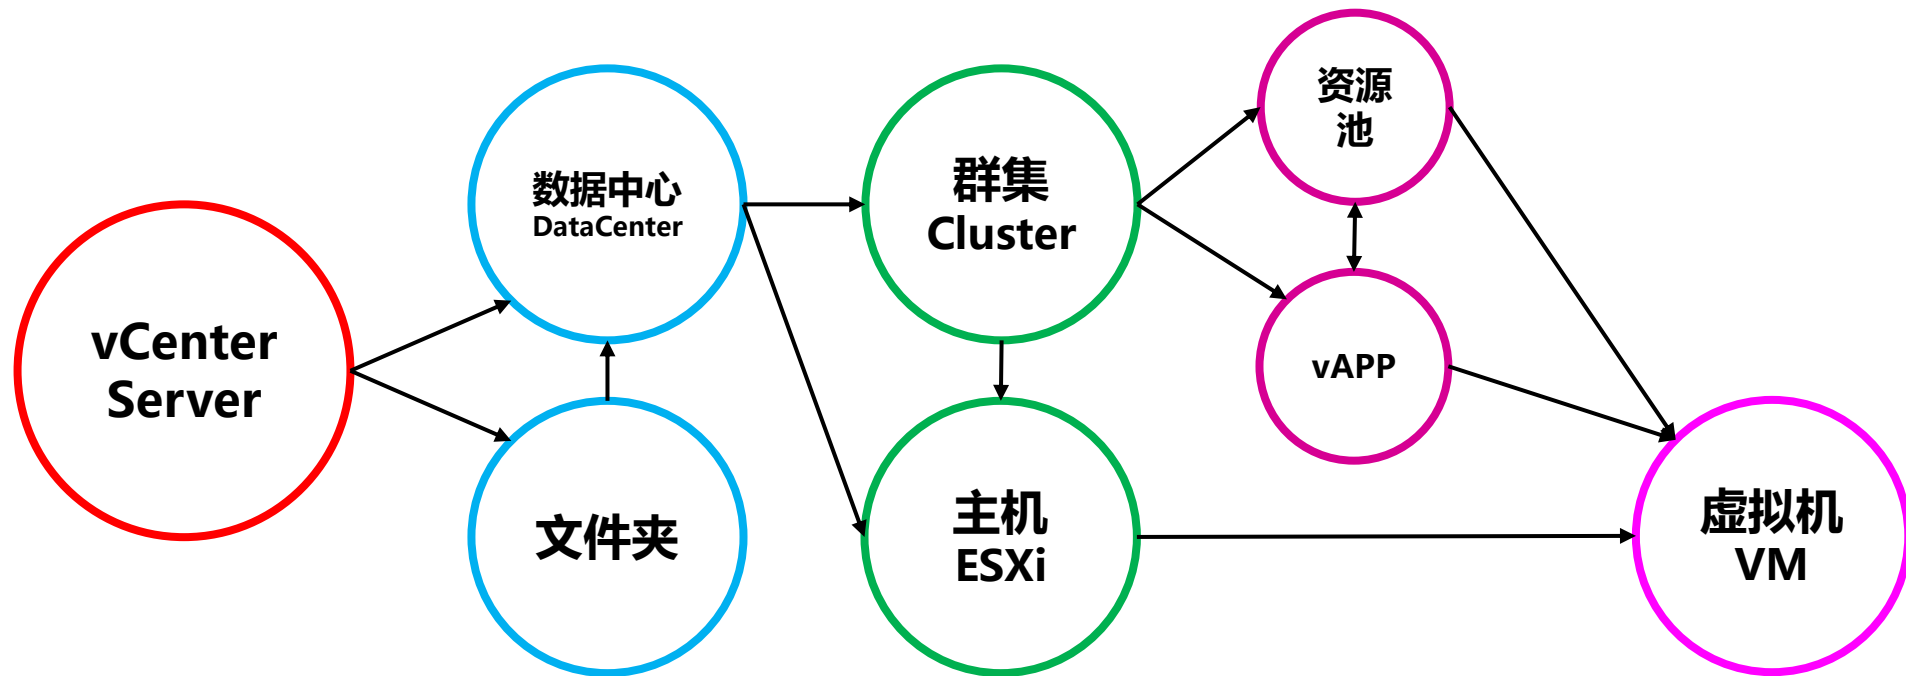 vCenter
Server
数据中心
DataCenter
文件夹
群集
Cluster
主机
ESXi
资源
池
vAPP
虚拟机
VM